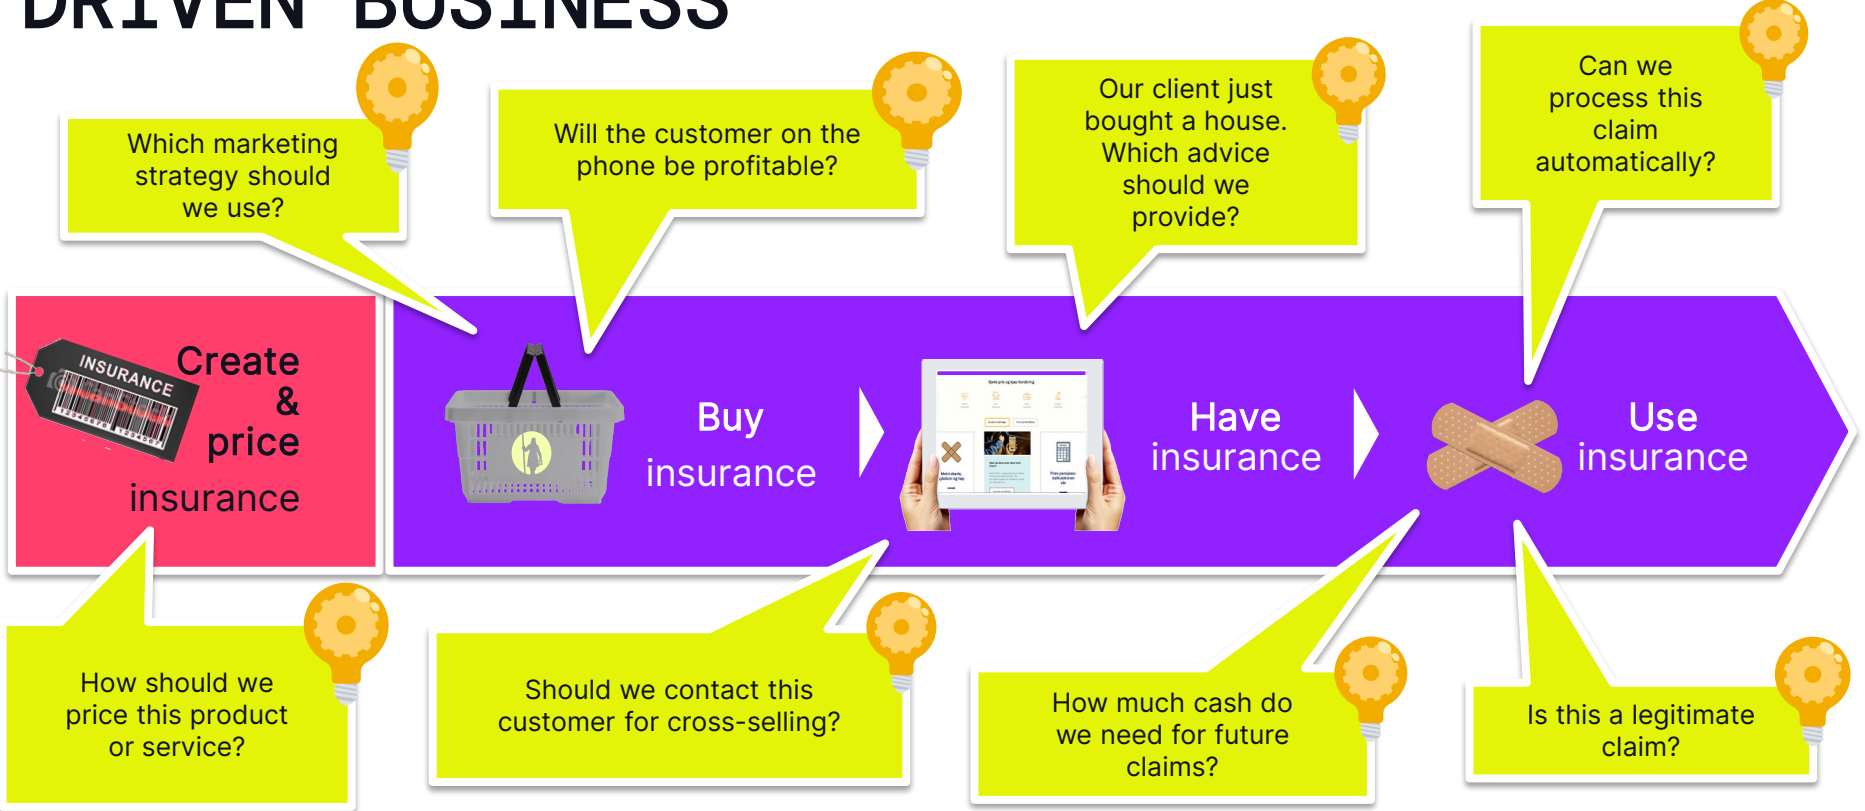 DRIVEN BUSINESS
Which marketing
strategy should
we use?
Will the customer on the
phone be profitable?
Our client just
bought a house.
Which advice
should we
provide?
Can we
process this
claim
automatically?
INSURANCE
Create
&
price
insurance
Buy
insurance
Have
insurance
Use
insurance
How should we
price this product
or service?
Should we contact this
customer for cross-selling?
How much cash do
we need for future
claims?
Is this a legitimate
claim?